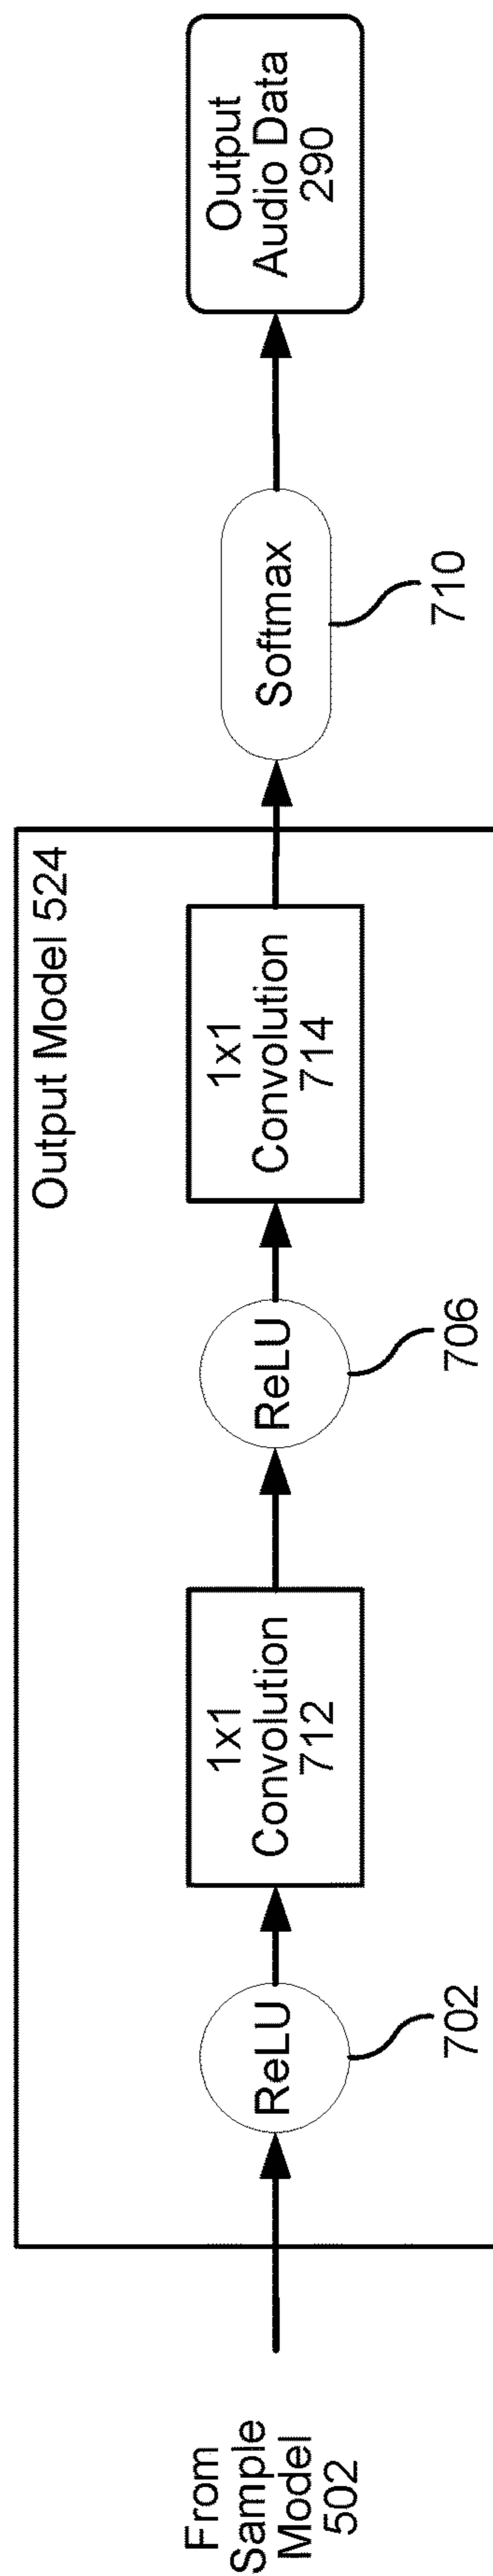 From
Sample
Model
502
Output Model 524
ReLU
702
1x1
Convolution
712
ReLU
706
1x1
Convolution
714
Softmax
710
Output
Audio Data
290